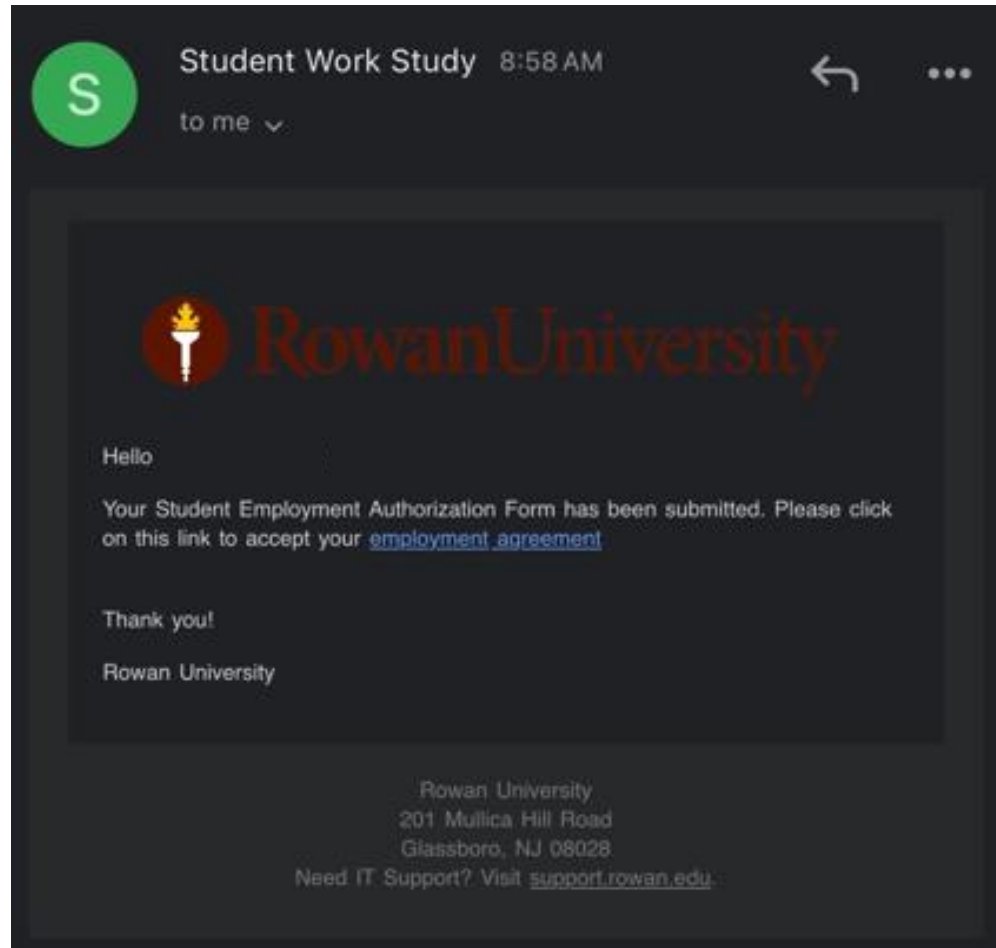 S
Student Work Study 8:58 AM
to me
RowanUniversity
Hello
Your Student Employment Authorization Form has been submitted. Please click
on this link to accept your employment agreement
Thank you!
Rowan University
Rowan University
201 Mullica Hill Road
Glassboro, NJ 08028
Need IT Support? Visit support.rowan.edu.